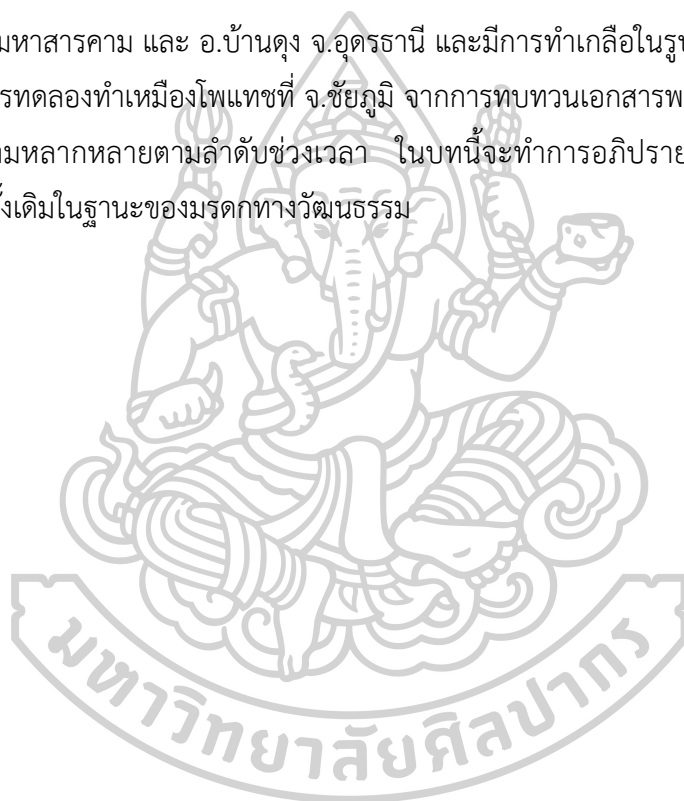 มหาสารคาม และ อ.บ้านดุง จ.อุดรธานี และมีการทำเกลือในรูป
รทดลองทำเหมืองโพแทชที่ จ.ชัยภูมิ จากการทบทวนเอกสารพ
มหลากหลายตามลำดับช่วงเวลา ในบทนี้จะทำการอภิปราย
ั้งเดิมในฐานะของมรดกทางวัฒนธรรม
มหาวิทยาลัยศิลปากร